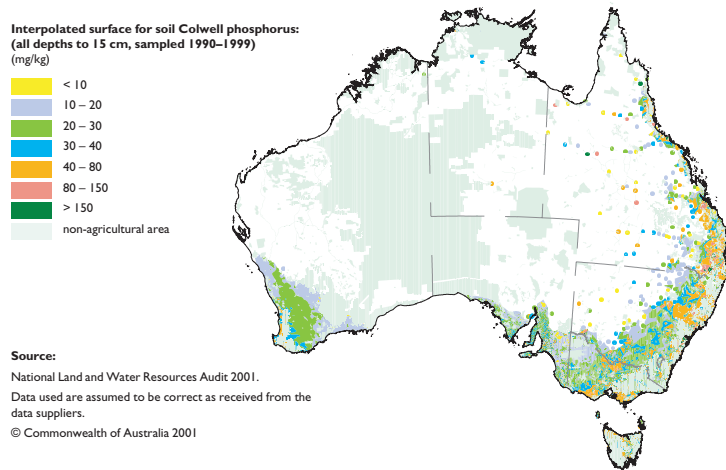 Interpolated surface for soil Colwell phosphorus:
(all depths to 15 cm, sampled 1990–1999)
(mg/kg)
< 10
10 – 20
20 – 30
30 – 40
40 – 80
80 – 150
> 150
non-agricultural area
Source:
National Land and Water Resources Audit 2001.
Data used are assumed to be correct as received from the
data suppliers.
© Commonwealth of Australia 2001